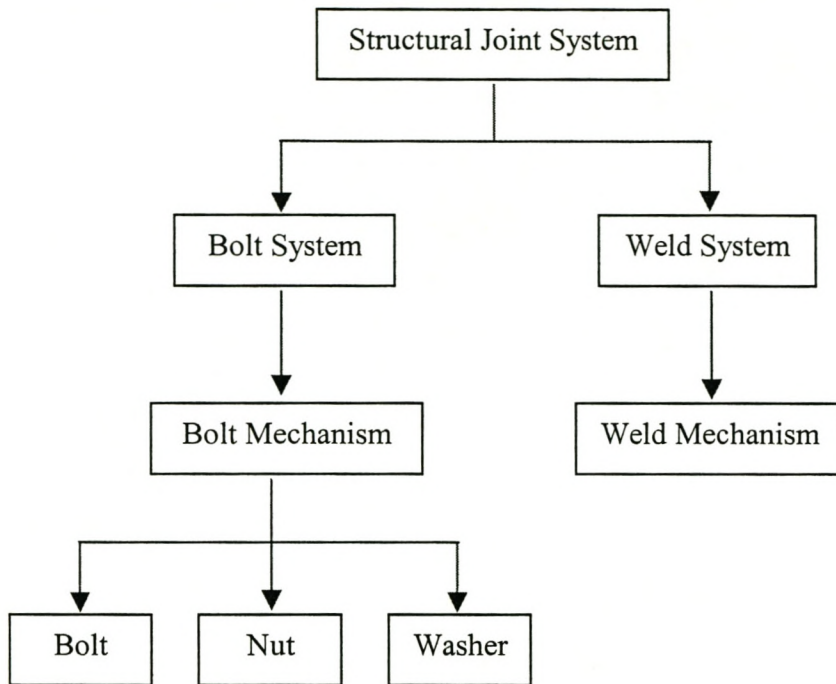 Structural Joint System
Bolt System
Weld System
Bolt Mechanism
Weld Mechanism
Bolt
Nut
Washer